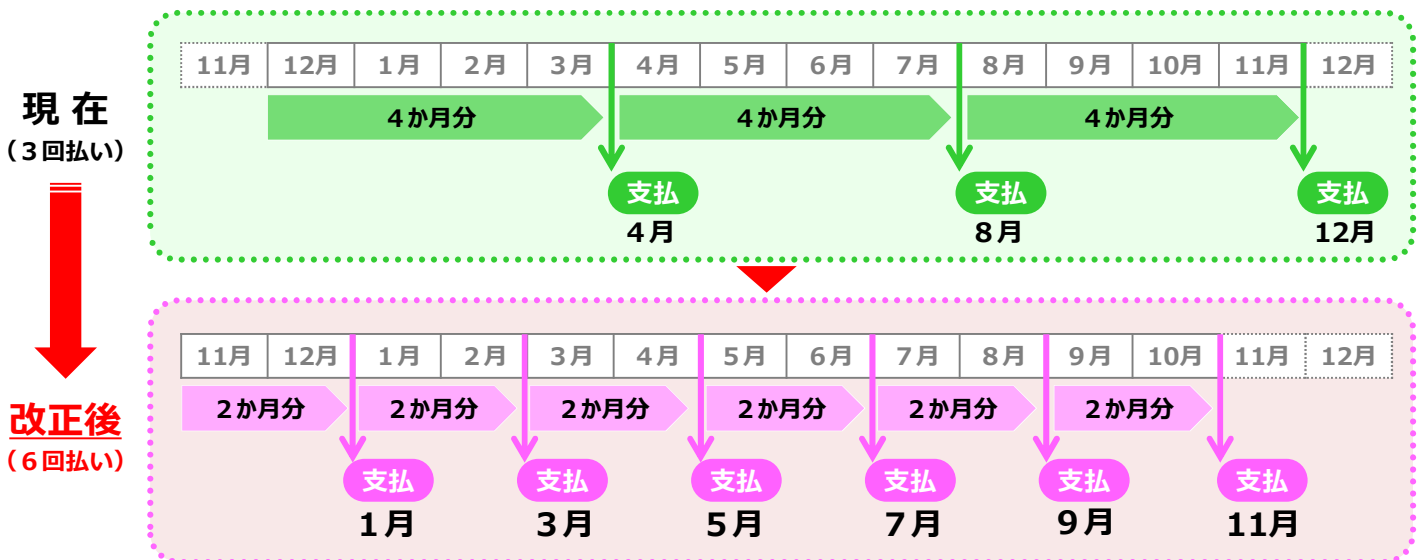 11月 12月 1月 2月 3月 4月 5月 6月 7月 8月 9月 10月 11月 12月
現 在
（3回払い）
4か月分 4か月分 4か月分
支払 支払 支払
4月 8月 12月
11月 12月 1月 2月 3月 4月 5月 6月 7月 8月 9月 10月 11月 12月
改正後
（6回払い）
2か月分 2か月分 2か月分 2か月分 2か月分 2か月分
支払 支払 支払 支払 支払 支払
1月 3月 5月 7月 9月 11月